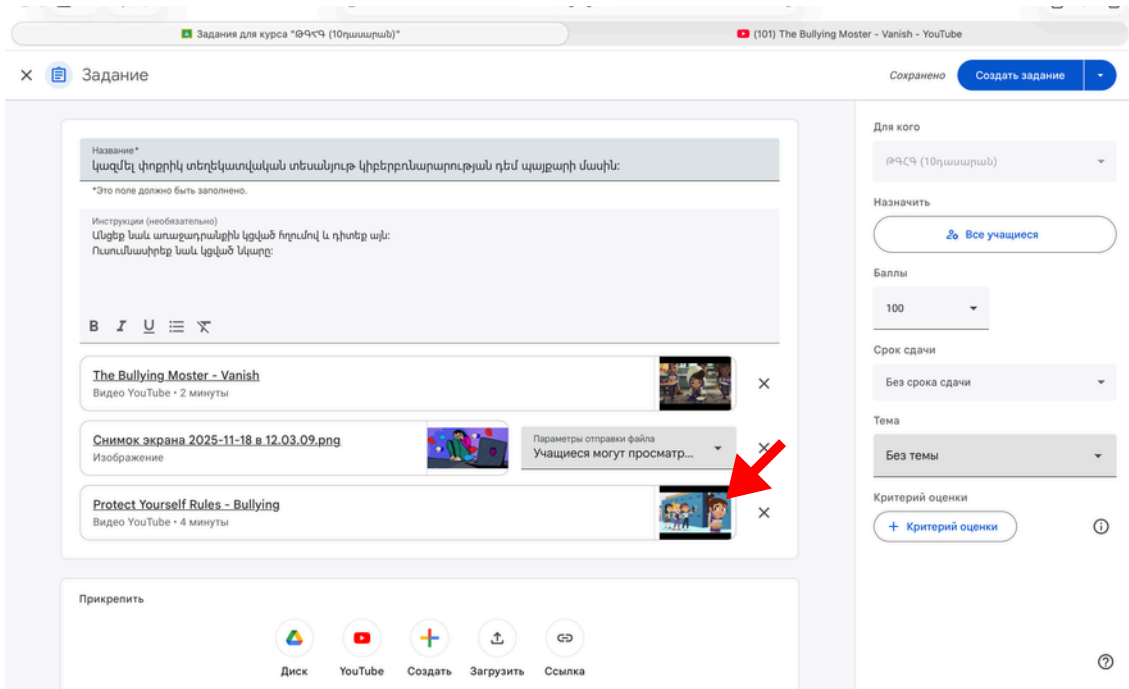 Задания для курса "ԹԳՀԳ (10դասարան)"
(101) The Bullying Moster - Vanish - YouTube
Задание
Сохранено
Создать задание
Название*
կազմել փոքրիկ տեղեկատվական տեսանյութ կիբերբռնարարության դեմ պայքարի մասին:
*Это поле должно быть заполнено.
Инструкции (необязательно)
Անցեք նաև առաջադրանքին կցված հղումով և դիտեք այն:
Ուսումնասիրեք նաև կցված նկարը:
B I U
The Bullying Moster - Vanish
Видео YouTube • 2 минуты
Снимок экрана 2025-11-18 в 12.03.09.png
Изображение
Параметры отправки файла
Учащиеся могут просматр...
Protect Yourself Rules - Bullying
Видео YouTube • 4 минуты
Прикрепить
Диск
YouTube
Создать
Загрузить
Ссылка
Для кого
ԹԳՀԳ (10դասարան)
Назначить
Все учащиеся
Баллы
100
Срок сдачи
Без срока сдачи
Тема
Без темы
Критерий оценки
+ Критерий оценки